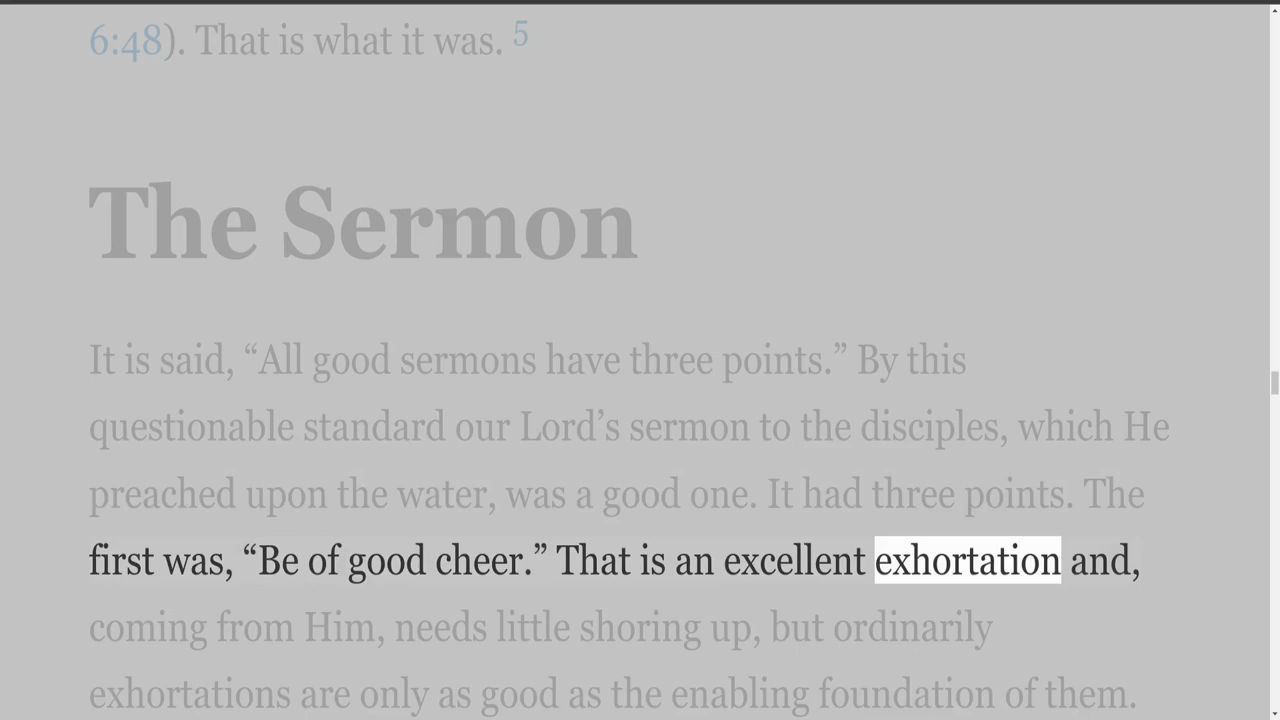 6:48). That is what it was. 5
The Sermon
It is said, “All good sermons have three points.” By this
questionable standard our Lord’s sermon to the disciples, which He
preached upon the water, was a good one. It had three points. The
first was, “Be of good cheer.” That is an excellent exhortation and,
coming from Him, needs little shoring up, but ordinarily
exhortations are only as good as the enabling foundation of them.